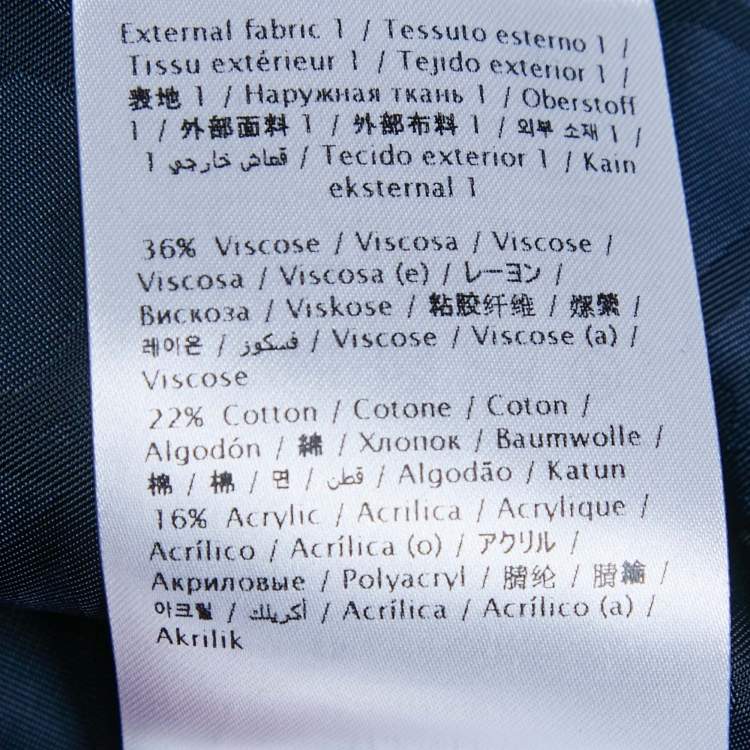 External fabric 1 / Tessuto esterno 1 /
Tissu extérieur 1 / Tejido exterior 1 /
表地 1 / Наружная ткань 1 / Oberstoff
1 / 外部面料 1 / 外部布料 1 / 외부 소재 1 /
قماش خارجي 1 / Tecido exterior 1 / Kain
eksternal 1
36% Viscose / Viscosa / Viscose /
Viscosa / Viscosa (e) / レーヨン /
Вискоза / Viskose / 粘胶纤维 / 嫘縈 /
레이온 / فسكوز / Viscose / Viscose (a) /
Viscose
22% Cotton / Cotone / Coton /
Algodón / 綿 / Хлопок / Baumwolle /
棉 / 棉 / 면 / قطن / Algodão / Katun
16% Acrylic / Acrilica / Acrylique /
Acrílico / Acrílica (o) / アクリル /
Акриловые / Polyacryl / 腈纶 / 腈綸 /
아크릴 / أكريلك / Acrílica / Acrílico (a) /
Akrilik